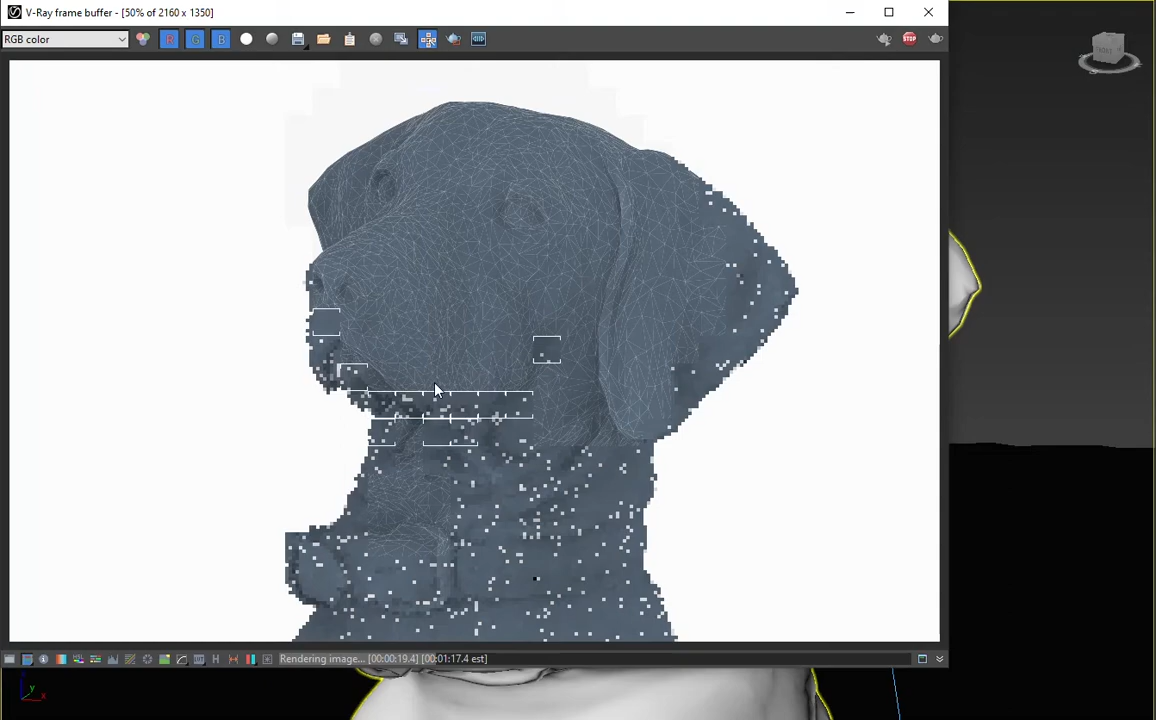 V-Ray frame buffer - [50% of 2160 x 1350]
RGB color
R G B
STOP
H
Rendering image... [00:00:19.4] [00:01:17.4 est]
y
x